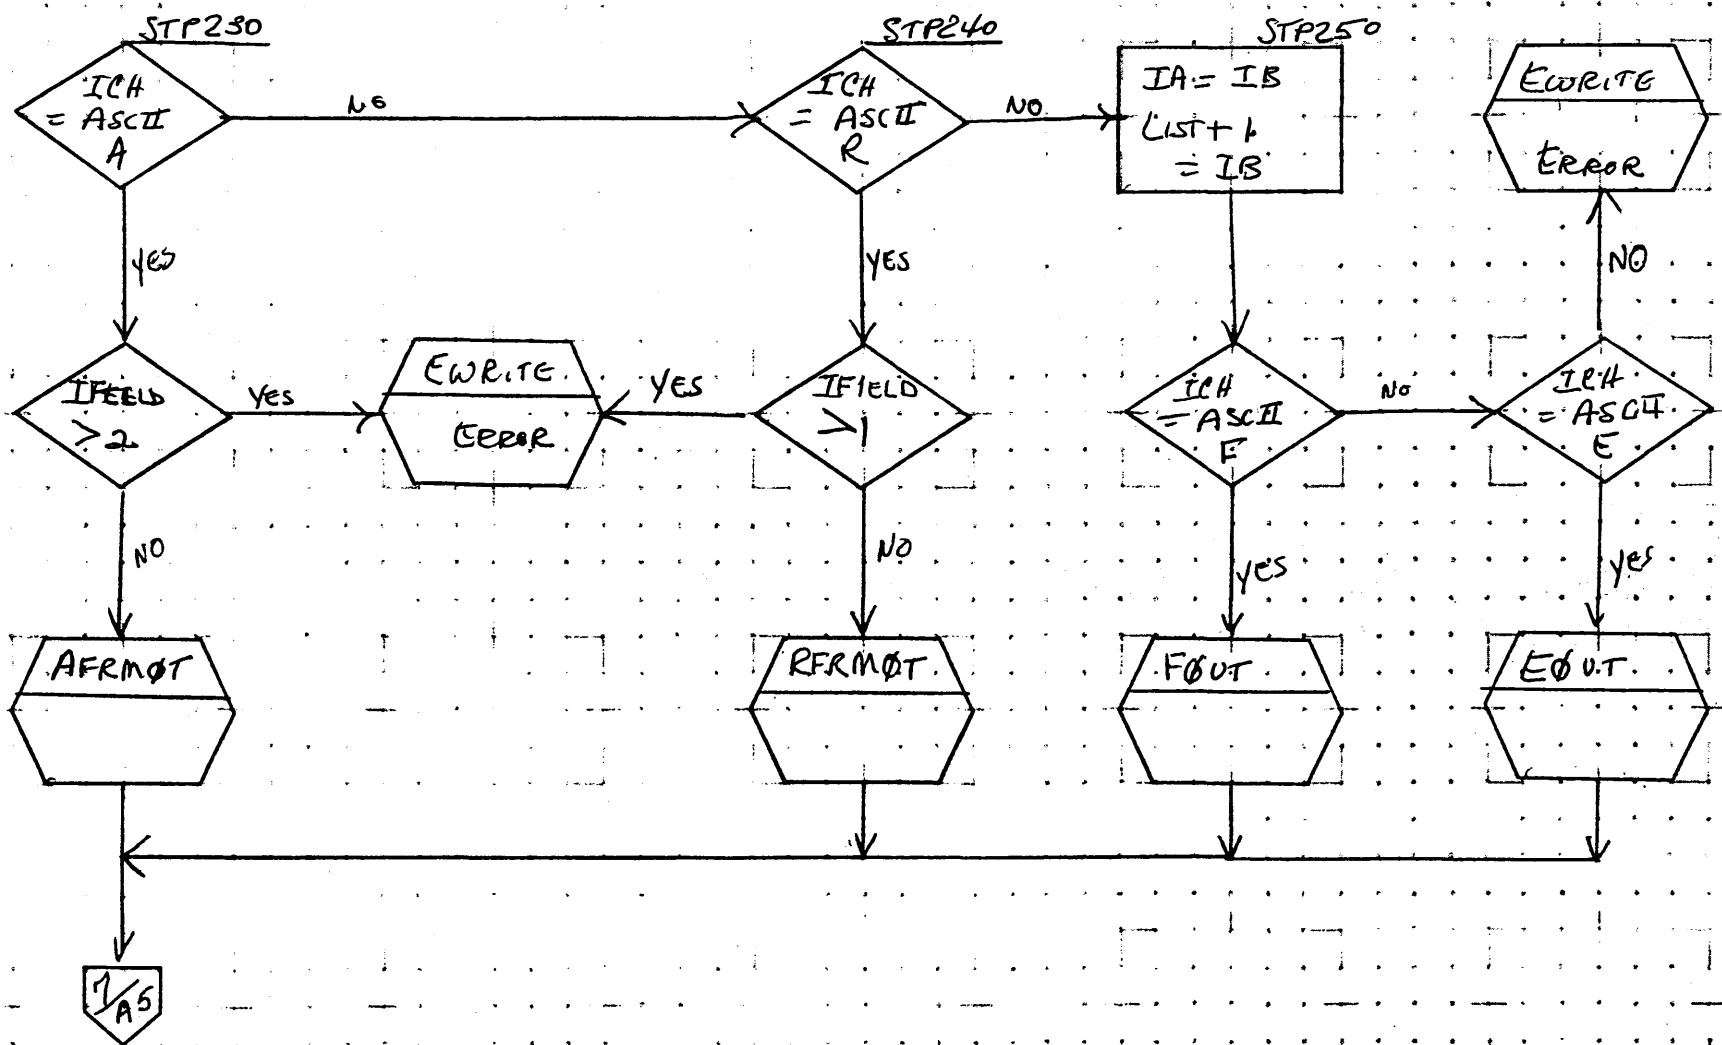 STP230
STP240
STP250
ICH
= ASCII
A
NO
ICH
= ASCII
R
NO
IA = IB
LIST + 1
= IB
EWRITE
ERROR
YES
YES
NO
IFIELD
>2
YES
EWRITE
ERROR
YES
IFIELD
>1
ICH
= ASCII
F
NO
ICH
= ASCII
E
NO
NO
YES
YES
AFRMØT
RFRMØT
FØUT
EØUT
7/A5